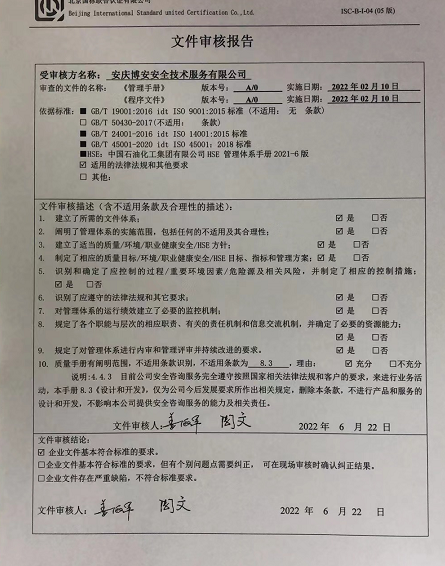 北京国标联合认证有限公司
Beijing International Standard united Certification Co.,Ltd.
ISC-B-I-04 (05 版)
文件审核报告
受审核方名称: 安庆博安安全技术服务有限公司
审查的文件的名称: 《管理手册》 版本号: A/0 实施日期: 2022 年 02 月 10 日
《程序文件》 版本号: A/0 实施日期: 2022 年 02 月 10 日
依据标准: ■ GB/T 19001:2016 idt ISO 9001:2015 标准 (不适用: 无 条款)
□ GB/T 50430-2017(不适用: 条款)
■ GB/T 24001-2016 idt ISO 14001:2015 标准
■ GB/T 45001-2020 idt ISO 45001: 2018 标准
■HSE: 中国石油化工集团有限公司 HSE 管理体系手册 2021-6 版
☑ 适用的法律法规和其他要求
□ 其他:
文件审核描述(含不适用条款及合理性的描述):
1. 建立了所需的文件体系; ☑ 是 □否
2. 阐明了管理体系的实施范围, 包括任何的不适用及其合理性; ☑ 是 □否
3. 建立了适当的质量/环境/职业健康安全/HSE 方针; ☑ 是 □否
4. 制定了相应的质量目标/环境/职业健康安全/HSE 目标、指标和管理方案; ☑ 是 □否
5. 识别和确定了应控制的过程/重要环境因素/危险源及相关风险, 并制定了相应的控制措施;
☑ 是 □否
6. 识别了应遵守的法律法规和其它要求; ☑ 是 □否
7. 对管理体系的运行绩效建立了必要的监控机制; ☑ 是 □否
8. 规定了各个职能与层次的相应职责、有关的责任机制和信息交流机制, 并确定了必要的资源能力;
☑ 是 □否
9. 规定了对管理体系进行内审和管理评审并持续改进的要求。 ☑ 是 □否
10. 质量手册有阐明范围, 不适用条款识别, 不适用条款为 8.3 , 理由: ☑ 充分 □不充分
说明:4.4.3 目前公司安全咨询服务完全遵守按照国家相关法律法规和客户的要求, 来进行业务活
动, 本手册 8.3(设计和开发), 仅为公司今后发展要求所作出相关规定, 删除本条款, 不进行产品和服务的
设计和开发, 不影响本公司提供安全咨询服务的能力及相关责任。
文件审核人: 阎文 2022 年 6 月 22 日
文件审核结论:
☑ 企业文件基本符合标准的要求。
□企业文件基本符合标准的要求, 但有个别问题点需要纠正, 可在现场审核时确认纠正结果。
□企业文件存在严重缺陷, 不符合标准要求。
文件审核人: 阎文 2022 年 6 月 22 日